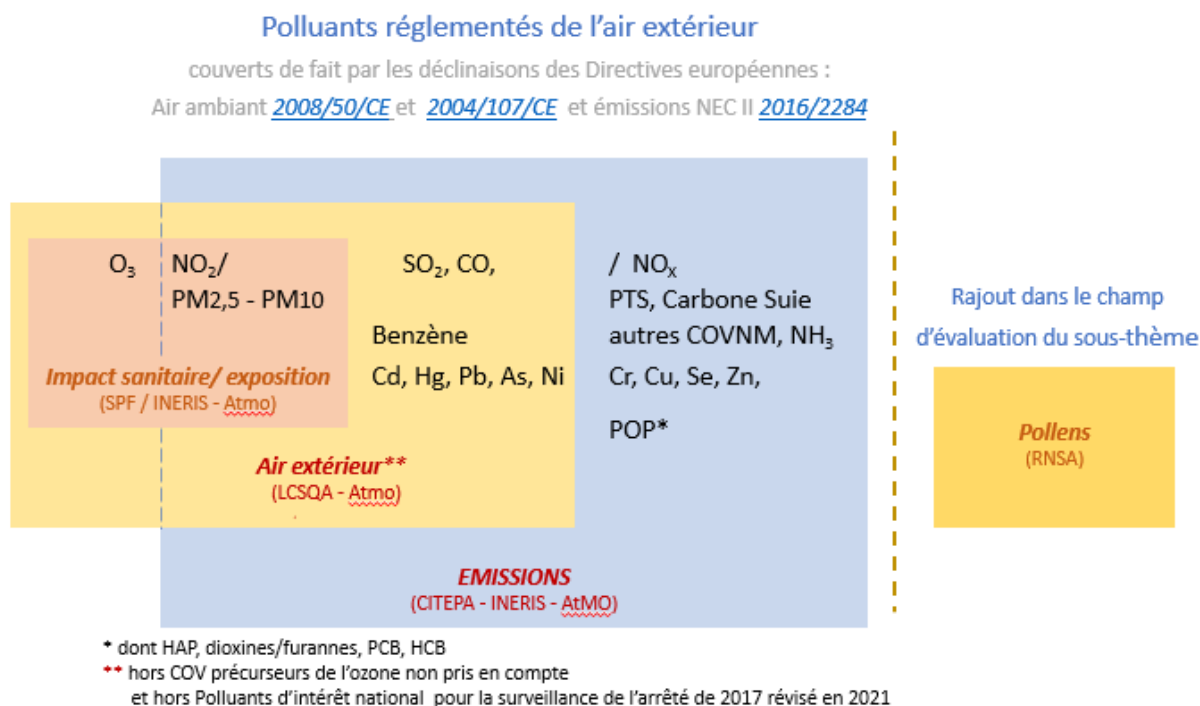 Polluants réglementés de l'air extérieur
couverts de fait par les déclinaisons des Directives européennes :
Air ambiant 2008/50/CE et 2004/107/CE et émissions NEC II 2016/2284
O3 NO2/ SO2, CO, / NOX
PM2,5 - PM10 PTS, Carbone Suie
Benzène autres COVNM, NH3
Impact sanitaire/ exposition Cd, Hg, Pb, As, Ni Cr, Cu, Se, Zn,
(SPF / INERIS - Atmo)
POP*
Air extérieur**
(LCSQA - Atmo)
EMISSIONS
(CITEPA - INERIS - AtMO)
Rajout dans le champ
d'évaluation du sous-thème
Pollens
(RNSA)
* dont HAP, dioxines/furannes, PCB, HCB
** hors COV précurseurs de l'ozone non pris en compte
et hors Polluants d'intérêt national pour la surveillance de l'arrêté de 2017 révisé en 2021